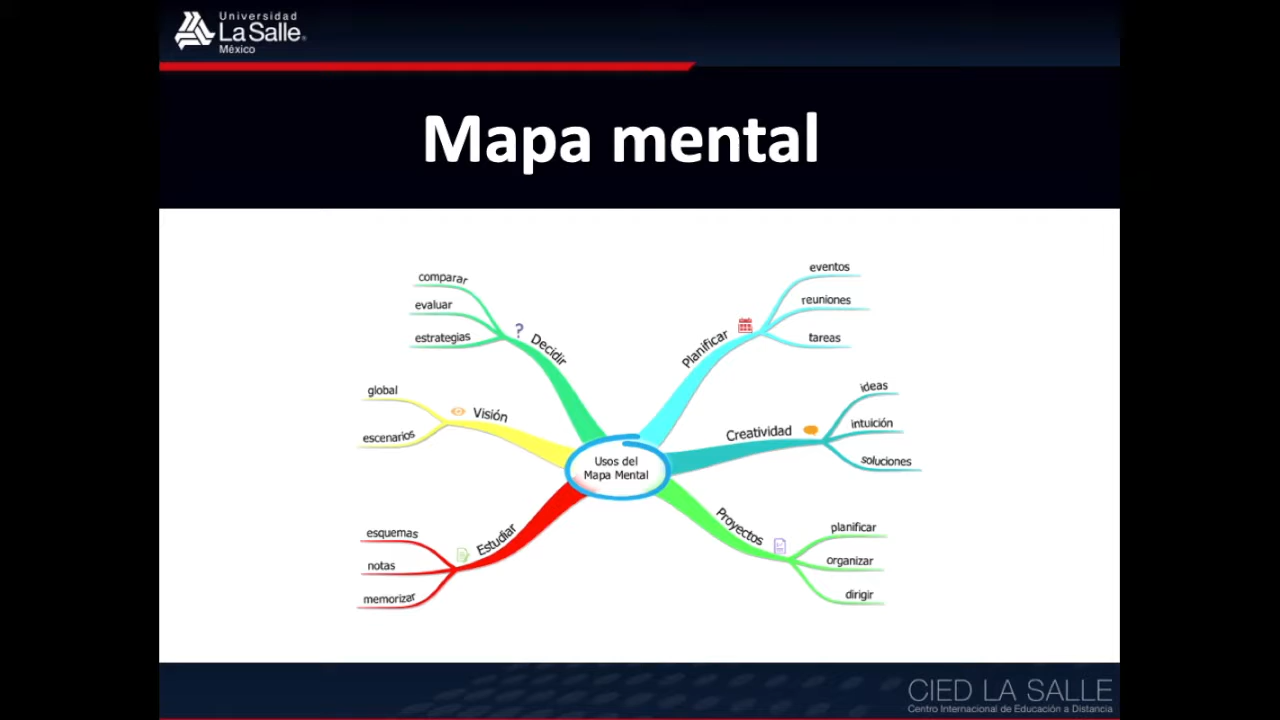 Universidad
La Salle®
México
Mapa mental
comparar
evaluar
estrategias
? Decidir
global
escenarios
Visión
esquemas
notas
memorizar
Estudiar
Usos del
Mapa Mental
Planificar
eventos
reuniones
tareas
Creatividad
ideas
intuición
soluciones
Proyectos
planificar
organizar
dirigir
CIED LA SALLE
Centro Internacional de Educación a Distancia